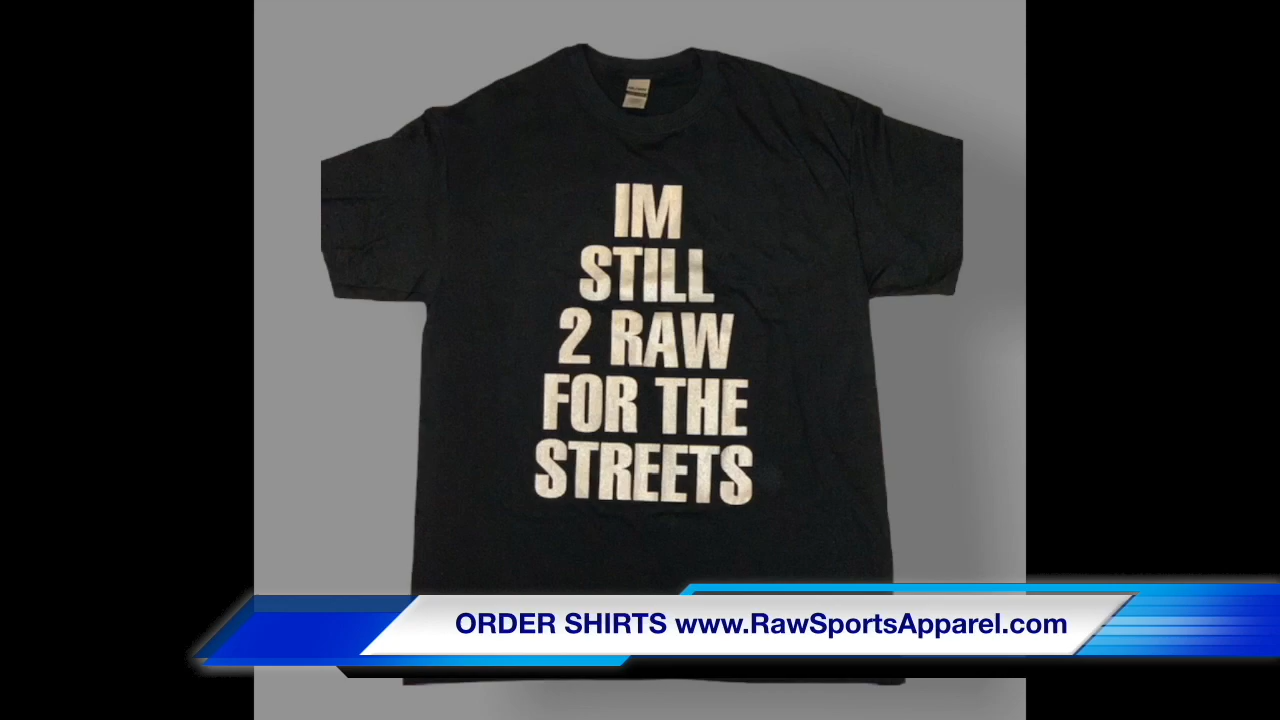 IM
STILL
2 RAW
FOR THE
STREETS
ORDER SHIRTS www.RawSportsApparel.com